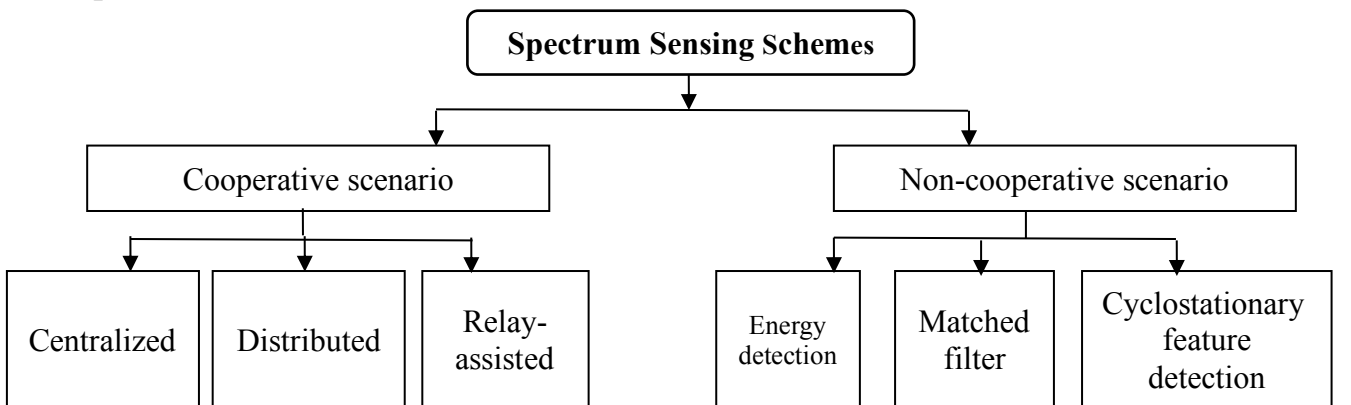 Spectrum Sensing Schemes
Cooperative scenario
Non-cooperative scenario
Centralized
Distributed
Relay-
assisted
Energy
detection
Matched
filter
Cyclostationary
feature
detection